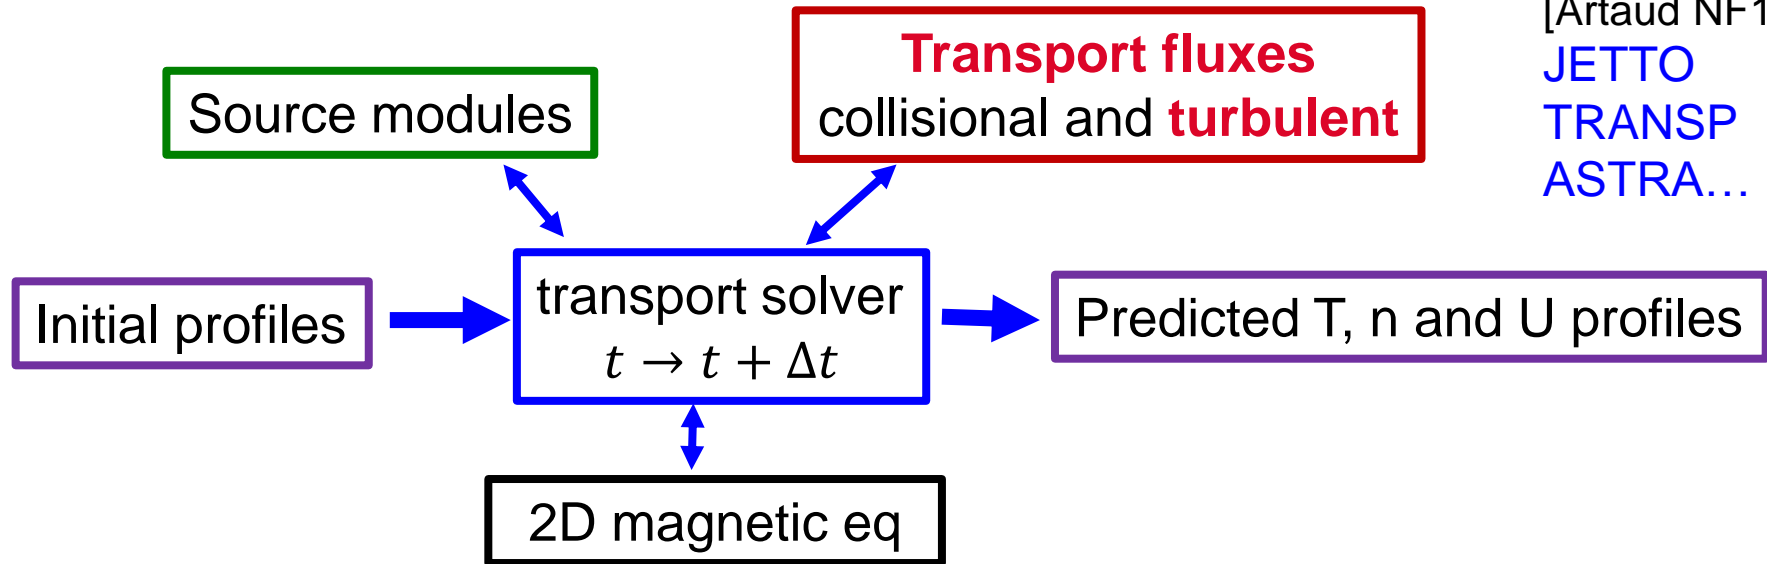 [Artaud NF1
Transport fluxes
collisional and turbulent
JETTO
TRANSP
ASTRA…
Source modules
Initial profiles
transport solver
t → t + Δt
Predicted T, n and U profiles
2D magnetic eq